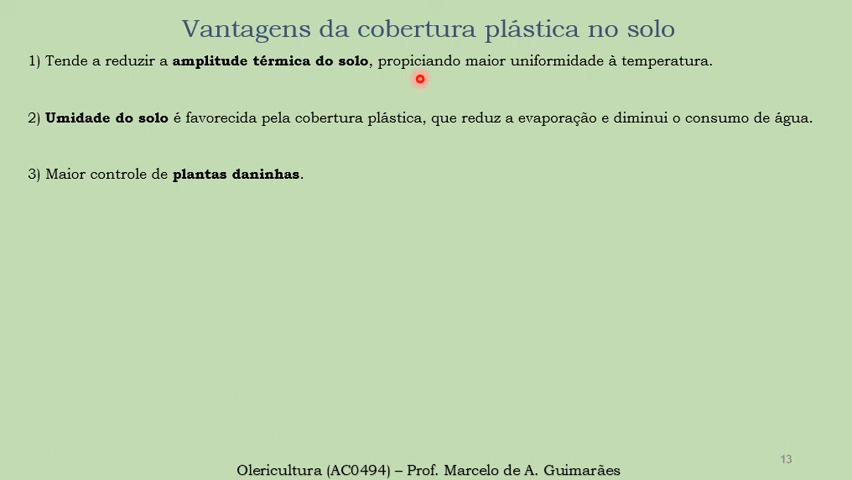 Vantagens da cobertura plástica no solo
1) Tende a reduzir a amplitude térmica do solo, propiciando maior uniformidade à temperatura.
2) Umidade do solo é favorecida pela cobertura plástica, que reduz a evaporação e diminui o consumo de água.
3) Maior controle de plantas daninhas.
13
Olericultura (AC0494) – Prof. Marcelo de A. Guimarães